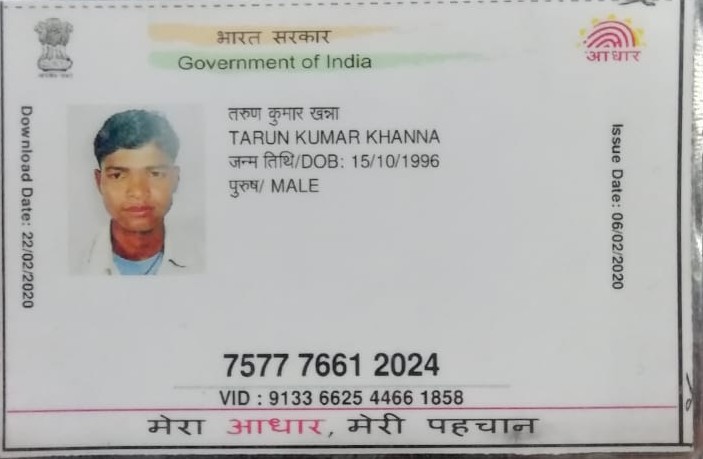 भारत सरकार
Government of India
आधार
Download Date: 22/02/2020
तरुण कुमार खन्ना
TARUN KUMAR KHANNA
जन्म तिथि/DOB: 15/10/1996
पुरुष/ MALE
Issue Date: 06/02/2020
7577 7661 2024
VID : 9133 6625 4466 1858
मेरा आधार, मेरी पहचान